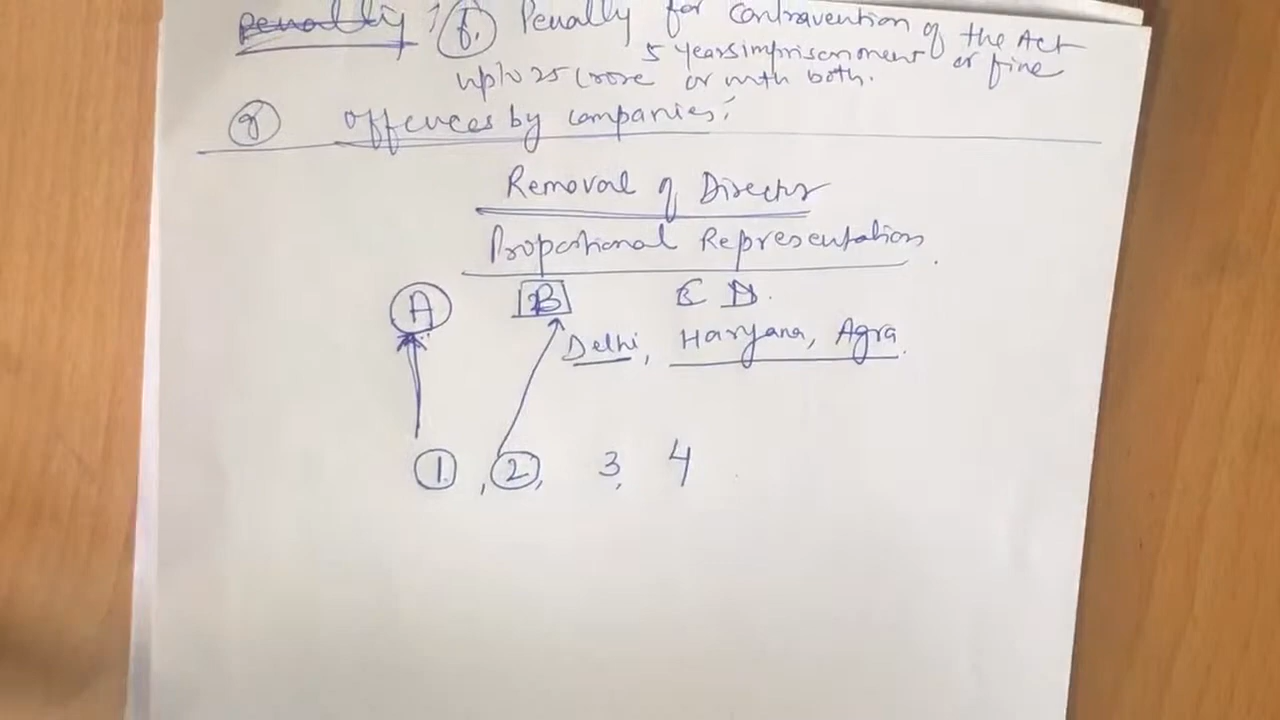 Penalty : f. Penalty for contravention of the Act
5 years imprisonment or fine
upto 25 crore or with both.
g offences by companies:
Removal of Director
Proportional Representation.
A B C D.
Delhi, Haryana, Agra.
1, 2, 3, 4